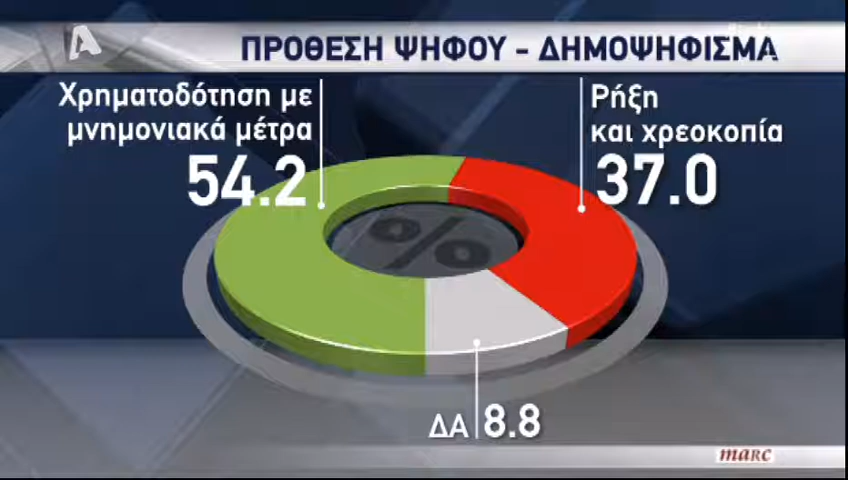 ΠΡΟΘΕΣΗ ΨΗΦΟΥ - ΔΗΜΟΨΗΦΙΣΜΑ
Χρηματοδότηση με
μνημονιακά μέτρα
54.2
Ρήξη
και χρεοκοπία
37.0
%
ΔΑ 8.8
marc